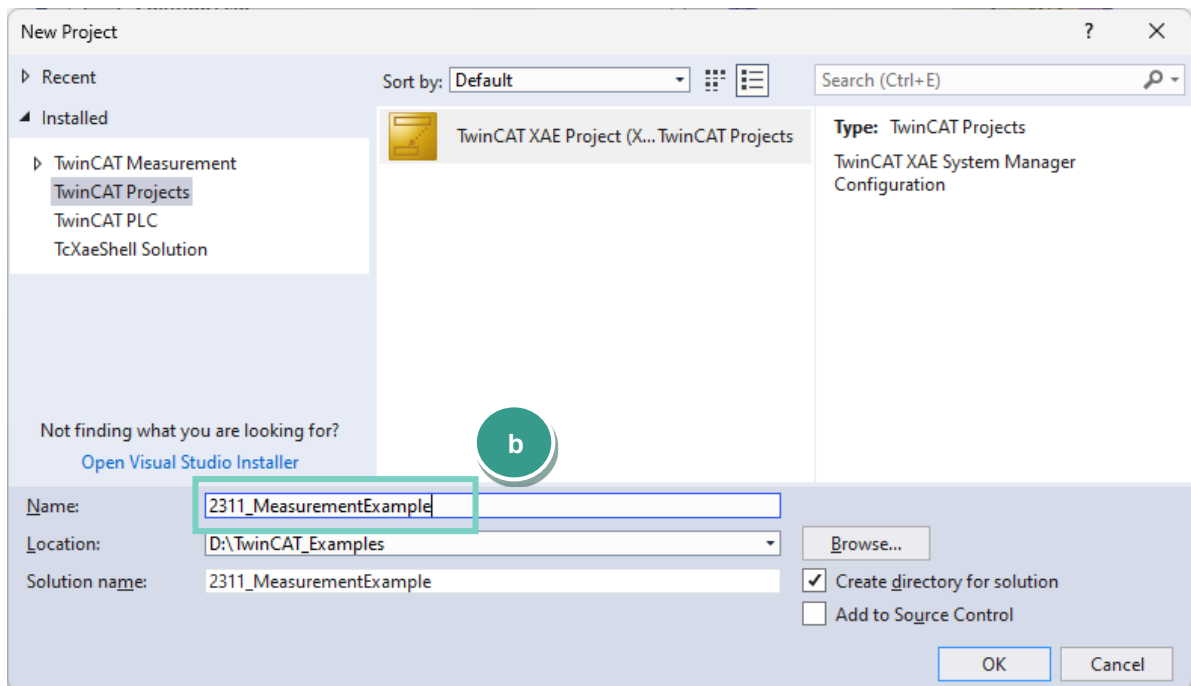 New Project
?
Recent
Installed
TwinCAT Measurement
TwinCAT Projects
TwinCAT PLC
TcXaeShell Solution
Not finding what you are looking for?
Open Visual Studio Installer
Sort by: Default
TwinCAT XAE Project (X... TwinCAT Projects
Search (Ctrl+E)
Type: TwinCAT Projects
TwinCAT XAE System Manager
Configuration
b
Name: 2311_MeasurementExample
Location: D:\TwinCAT_Examples
Browse...
Solution name: 2311_MeasurementExample
Create directory for solution
Add to Source Control
OK Cancel